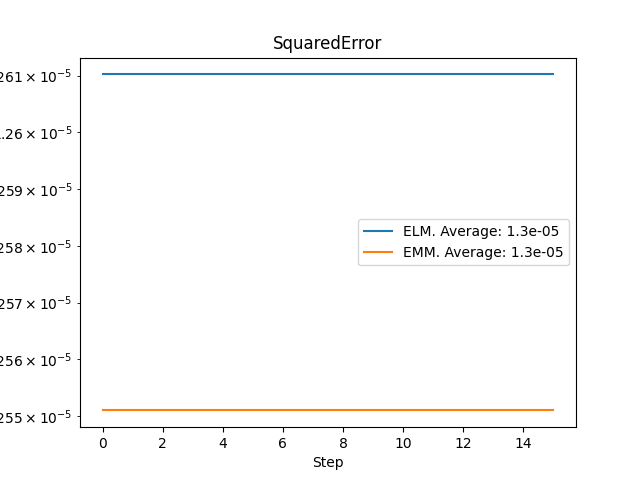 SquaredError
261 × 10⁻⁵
.26 × 10⁻⁵
259 × 10⁻⁵
258 × 10⁻⁵
257 × 10⁻⁵
256 × 10⁻⁵
255 × 10⁻⁵
ELM. Average: 1.3e-05
EMM. Average: 1.3e-05
0 2 4 6 8 10 12 14
Step